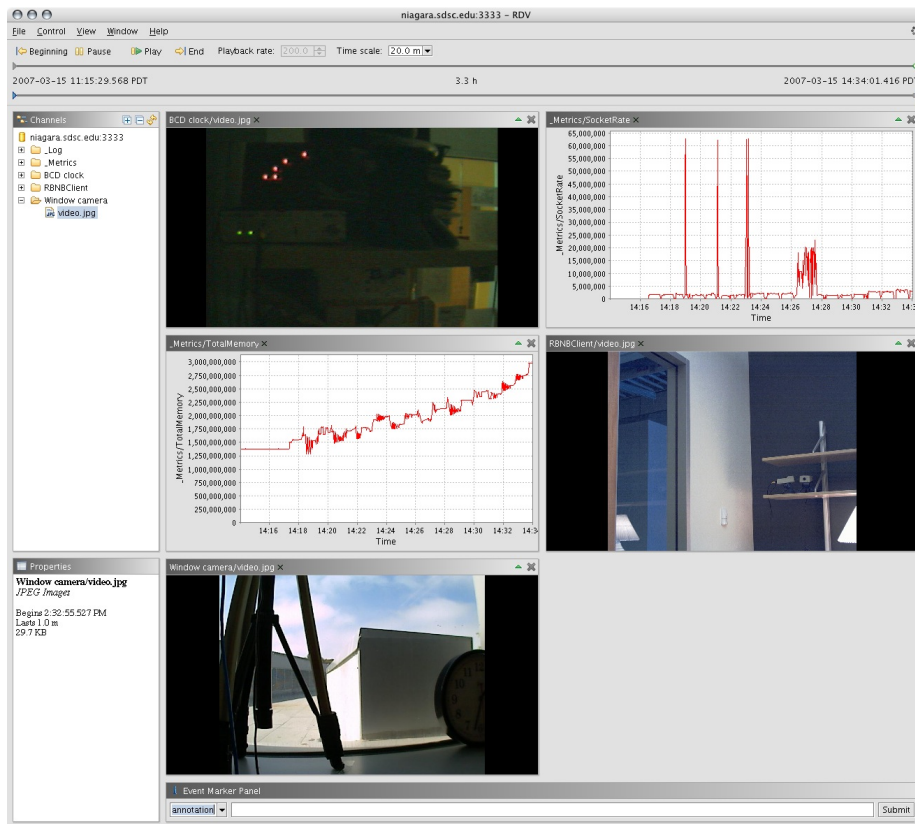 niagara.sdsc.edu:3333 – RDV
File Control View Window Help
Beginning Pause Play End Playback rate: 200.0 Time scale: 20.0 m
2007-03-15 11:15:29.568 PDT 3.3 h 2007-03-15 14:34:01.416 PD
Channels
niagara.sdsc.edu:3333
_Log
_Metrics
BCD clock
RBNBClient
Window camera
video.jpg
BCD clock/video.jpg
_Metrics/SocketRate
_Metrics/SocketRate
65,000,000
60,000,000
55,000,000
50,000,000
45,000,000
40,000,000
35,000,000
30,000,000
25,000,000
20,000,000
15,000,000
10,000,000
5,000,000
0
14:16 14:18 14:20 14:22 14:24 14:26 14:28 14:30 14:32 14:3
Time
_Metrics/TotalMemory
_Metrics/TotalMemory
3,000,000,000
2,750,000,000
2,500,000,000
2,250,000,000
2,000,000,000
1,750,000,000
1,500,000,000
1,250,000,000
1,000,000,000
750,000,000
500,000,000
250,000,000
0
14:16 14:18 14:20 14:22 14:24 14:26 14:28 14:30 14:32 14:34
Time
RBNBClient/video.jpg
Properties
Window camera/video.jpg
JPEG Images
Begins 2:32:55.527 PM
Lasts 1.0 m
29.7 KB
Window camera/video.jpg
Event Marker Panel
annotation Submit